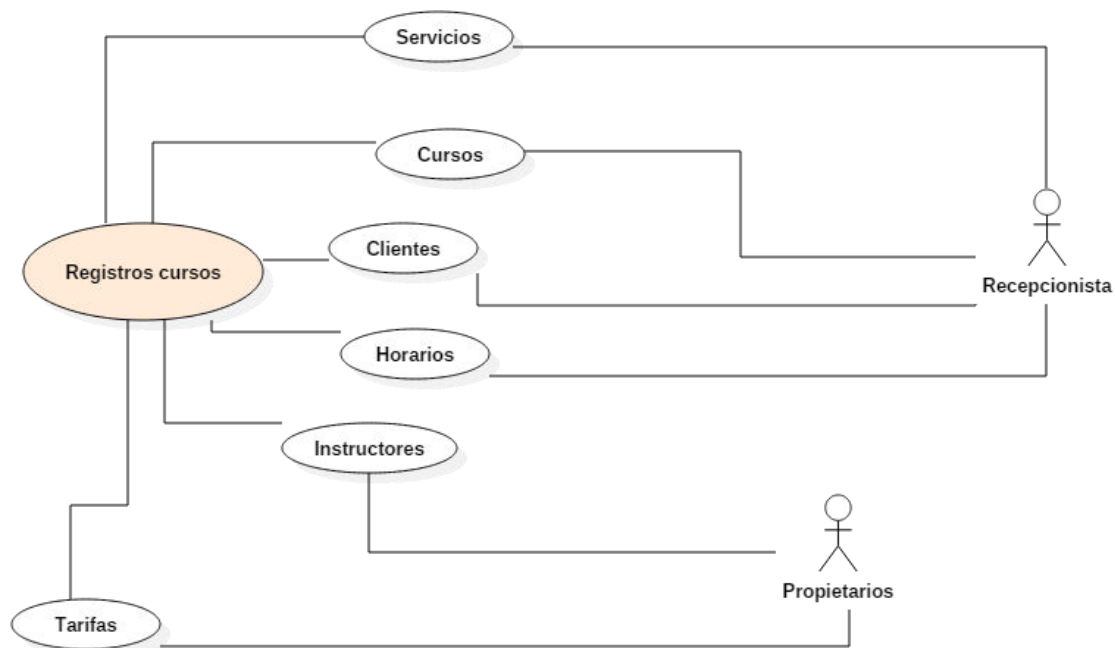 Servicios
Cursos
Clientes
Registros cursos
Recepcionista
Horarios
Instructores
Propietarios
Tarifas